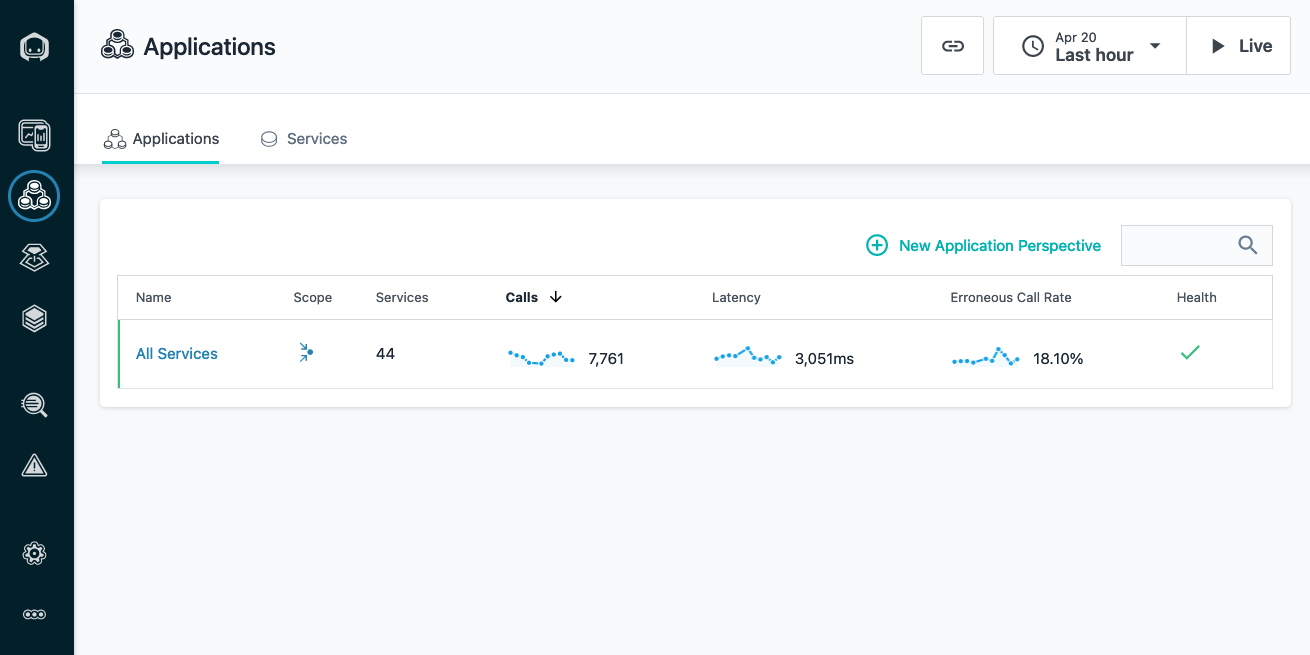 Applications
Apr 20
Last hour
Live
Applications
Services
New Application Perspective
Name Scope Services Calls Latency Erroneous Call Rate Health
All Services 44 7,761 3,051ms 18.10%